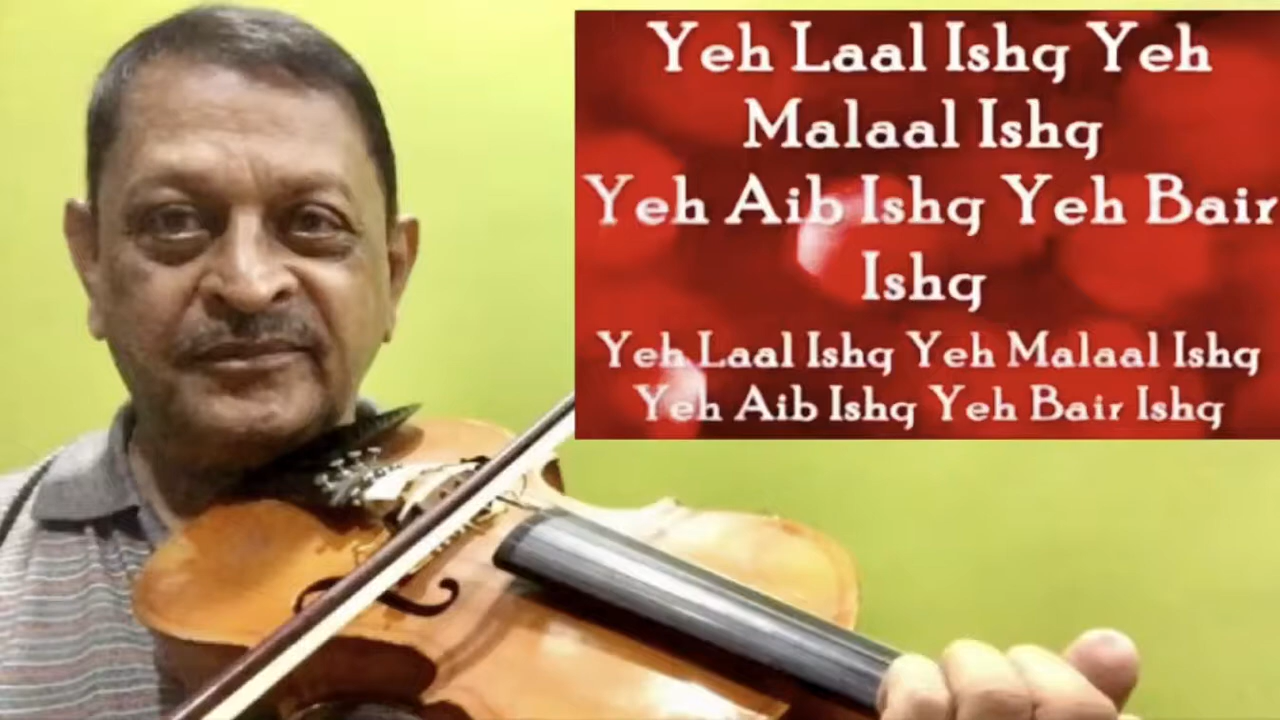 Yeh Laal Ishq Yeh
Malaal Ishq
Yeh Aib Ishq Yeh Bair
Ishq
Yeh Laal Ishq Yeh Malaal Ishq
Yeh Aib Ishq Yeh Bair Ishq